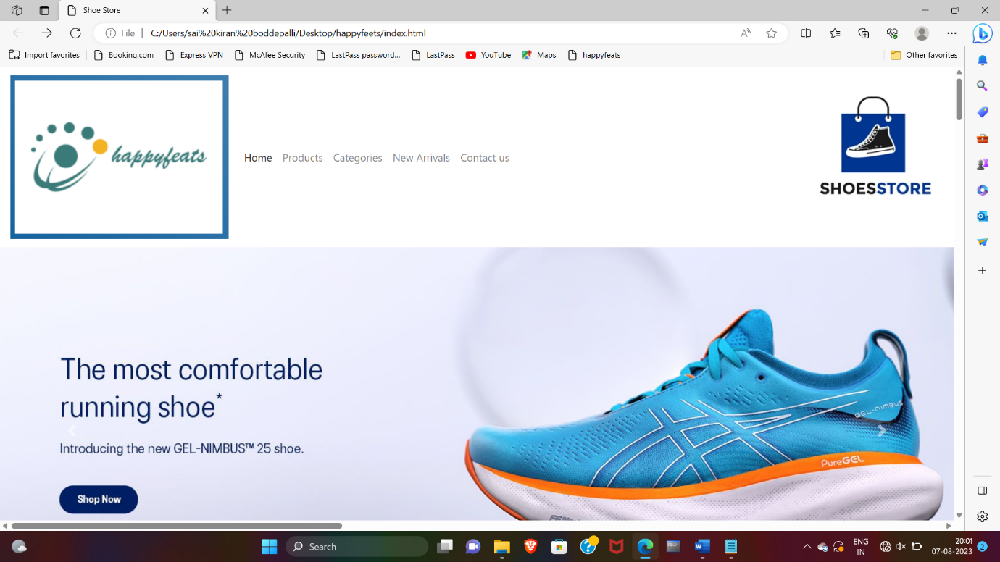 Shoe Store
File
C:/Users/sai%20kiran%20boddepalli/Desktop/happyfeets/index.html
Import favorites
Booking.com
Express VPN
McAfee Security
LastPass password...
LastPass
YouTube
Maps
happyfeats
Other favorites
happyfeats
Home
Products
Categories
New Arrivals
Contact us
SHOESSTORE
The most comfortable
running shoe*
Introducing the new GEL-NIMBUS™ 25 shoe.
Shop Now
GEL-NIMBUS
PureGEL
Search
ENG
IN
20:01
07-08-2023
2